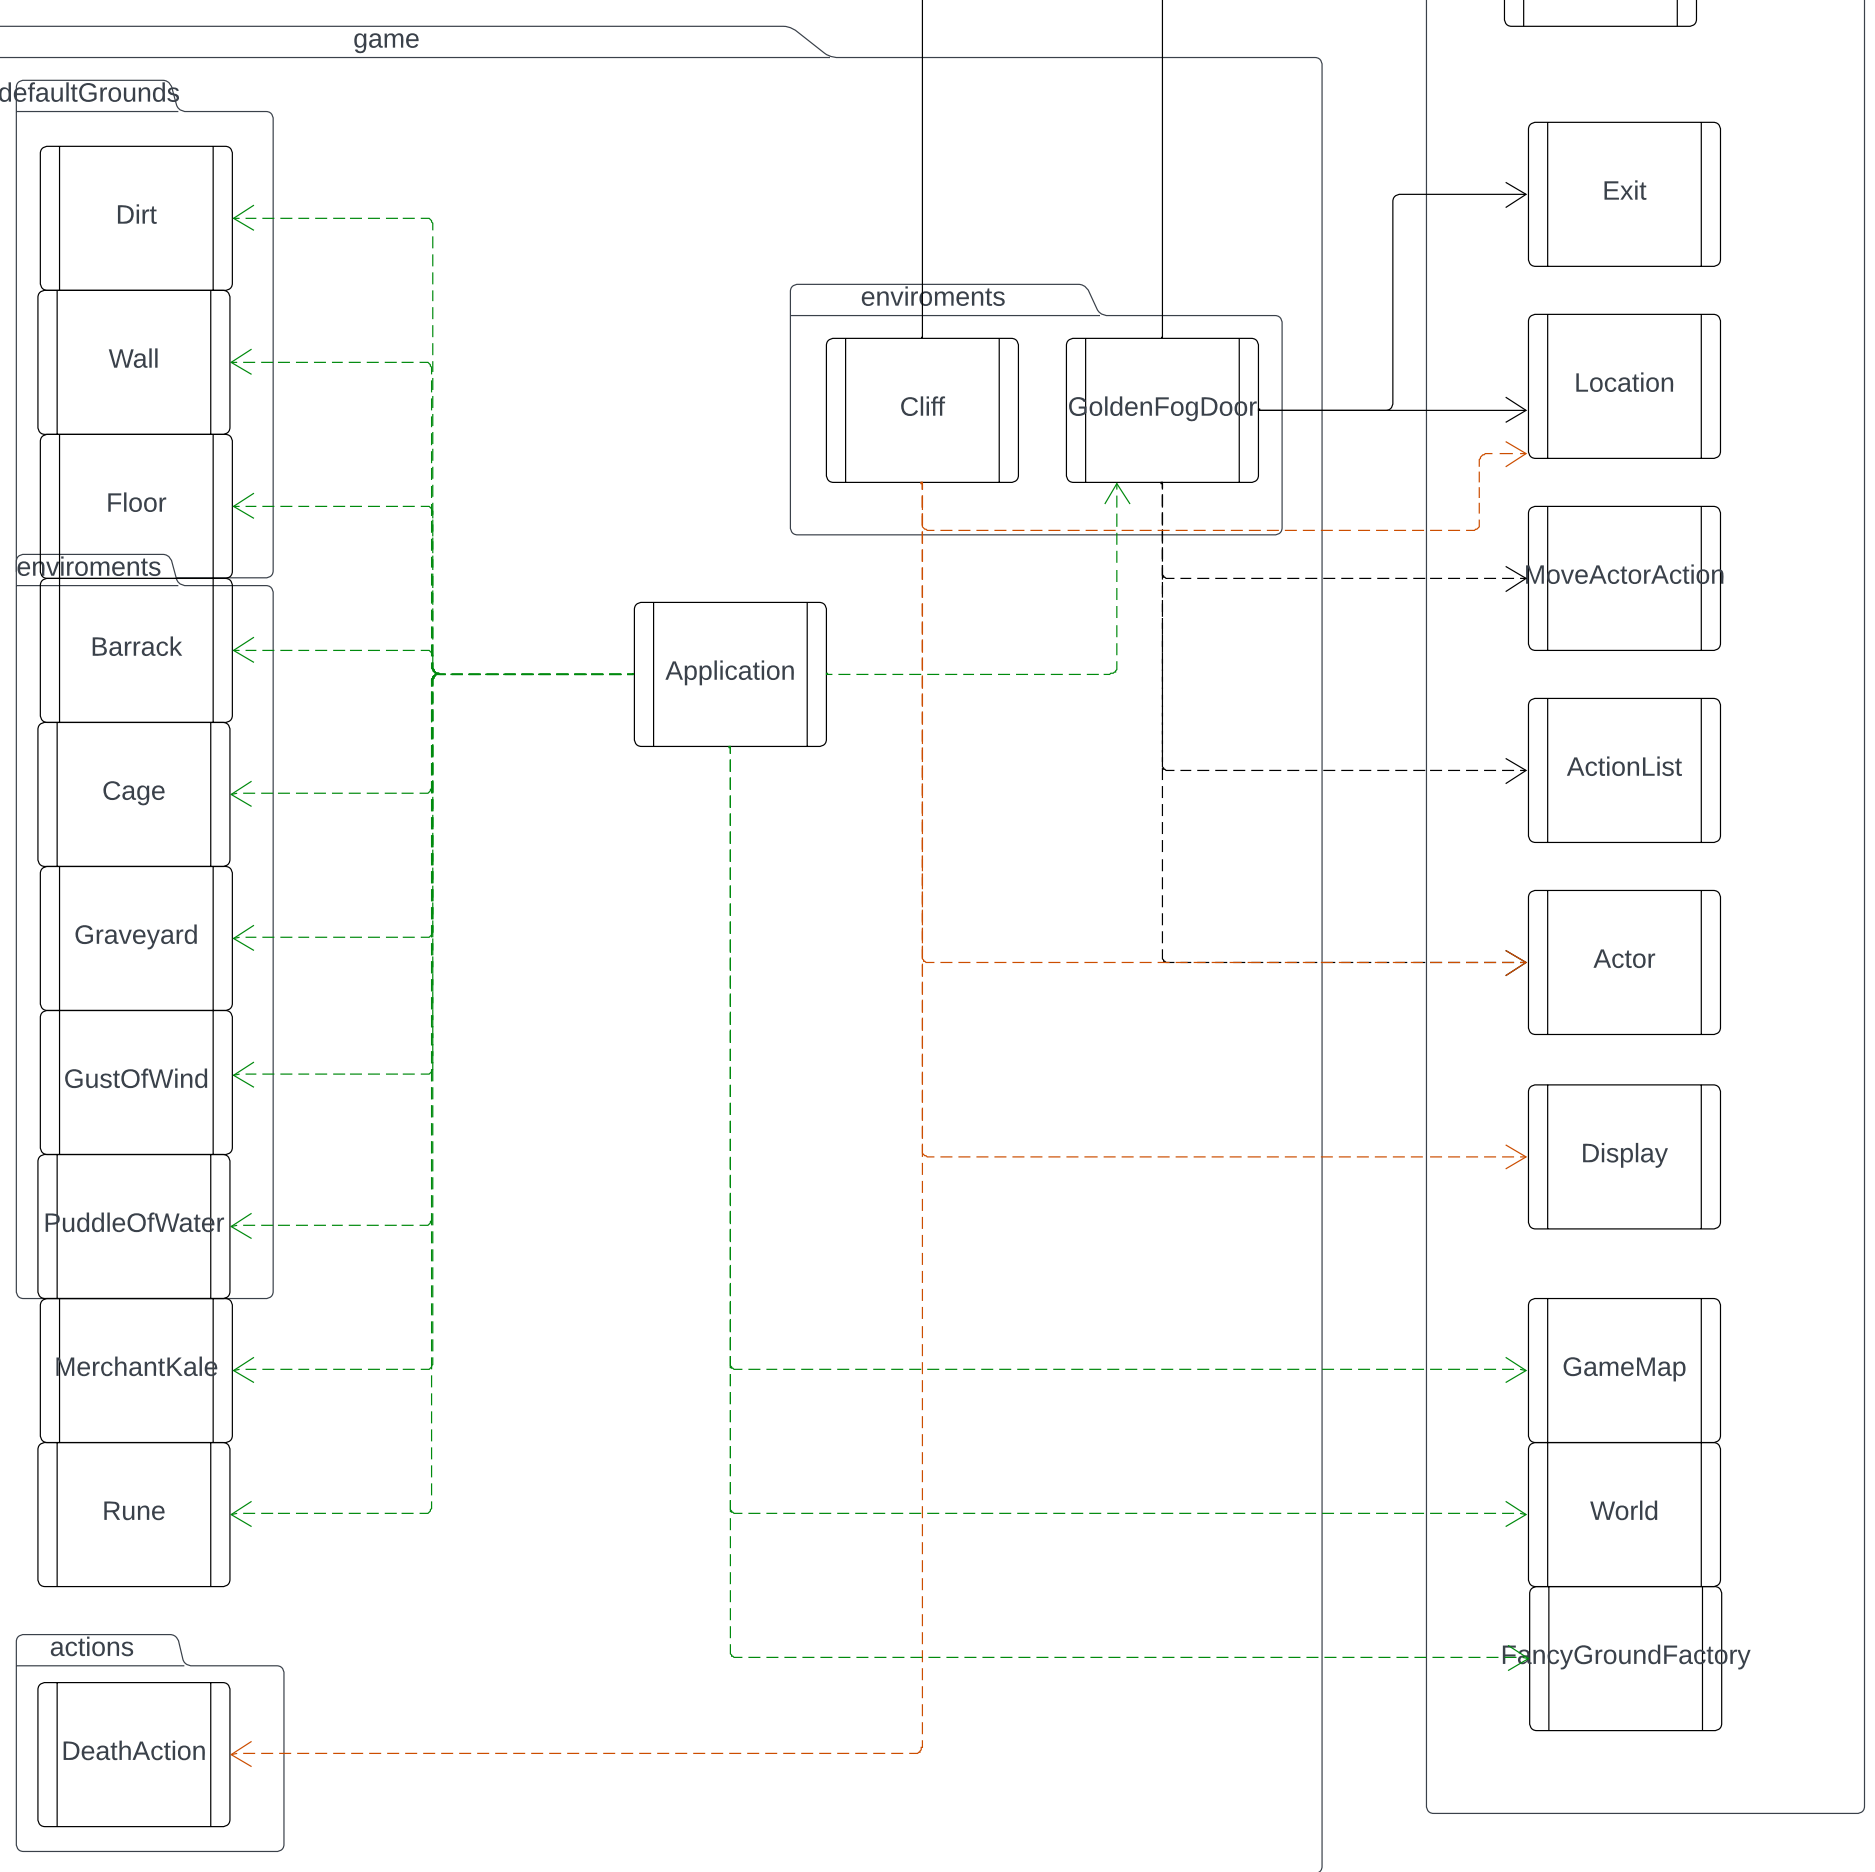 game
defaultGrounds
Dirt
Wall
Floor
enviroments
Barrack
Cage
Graveyard
GustOfWind
PuddleOfWater
MerchantKale
Rune
actions
DeathAction
Application
enviroments
Cliff
GoldenFogDoor
Exit
Location
MoveActorAction
ActionList
Actor
Display
GameMap
World
FancyGroundFactory